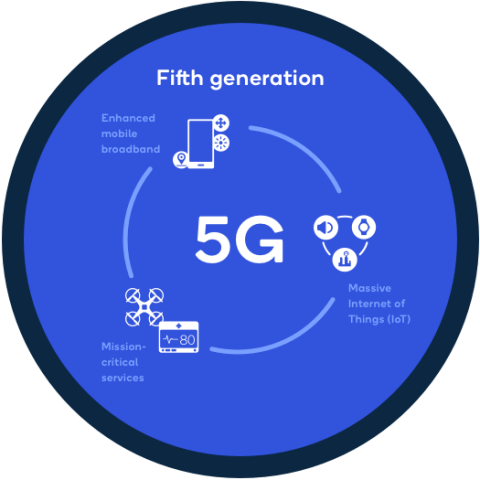 Fifth generation
Enhanced
mobile
broadband
5G
Massive
Internet of
Things (IoT)
80
Mission-
critical
services